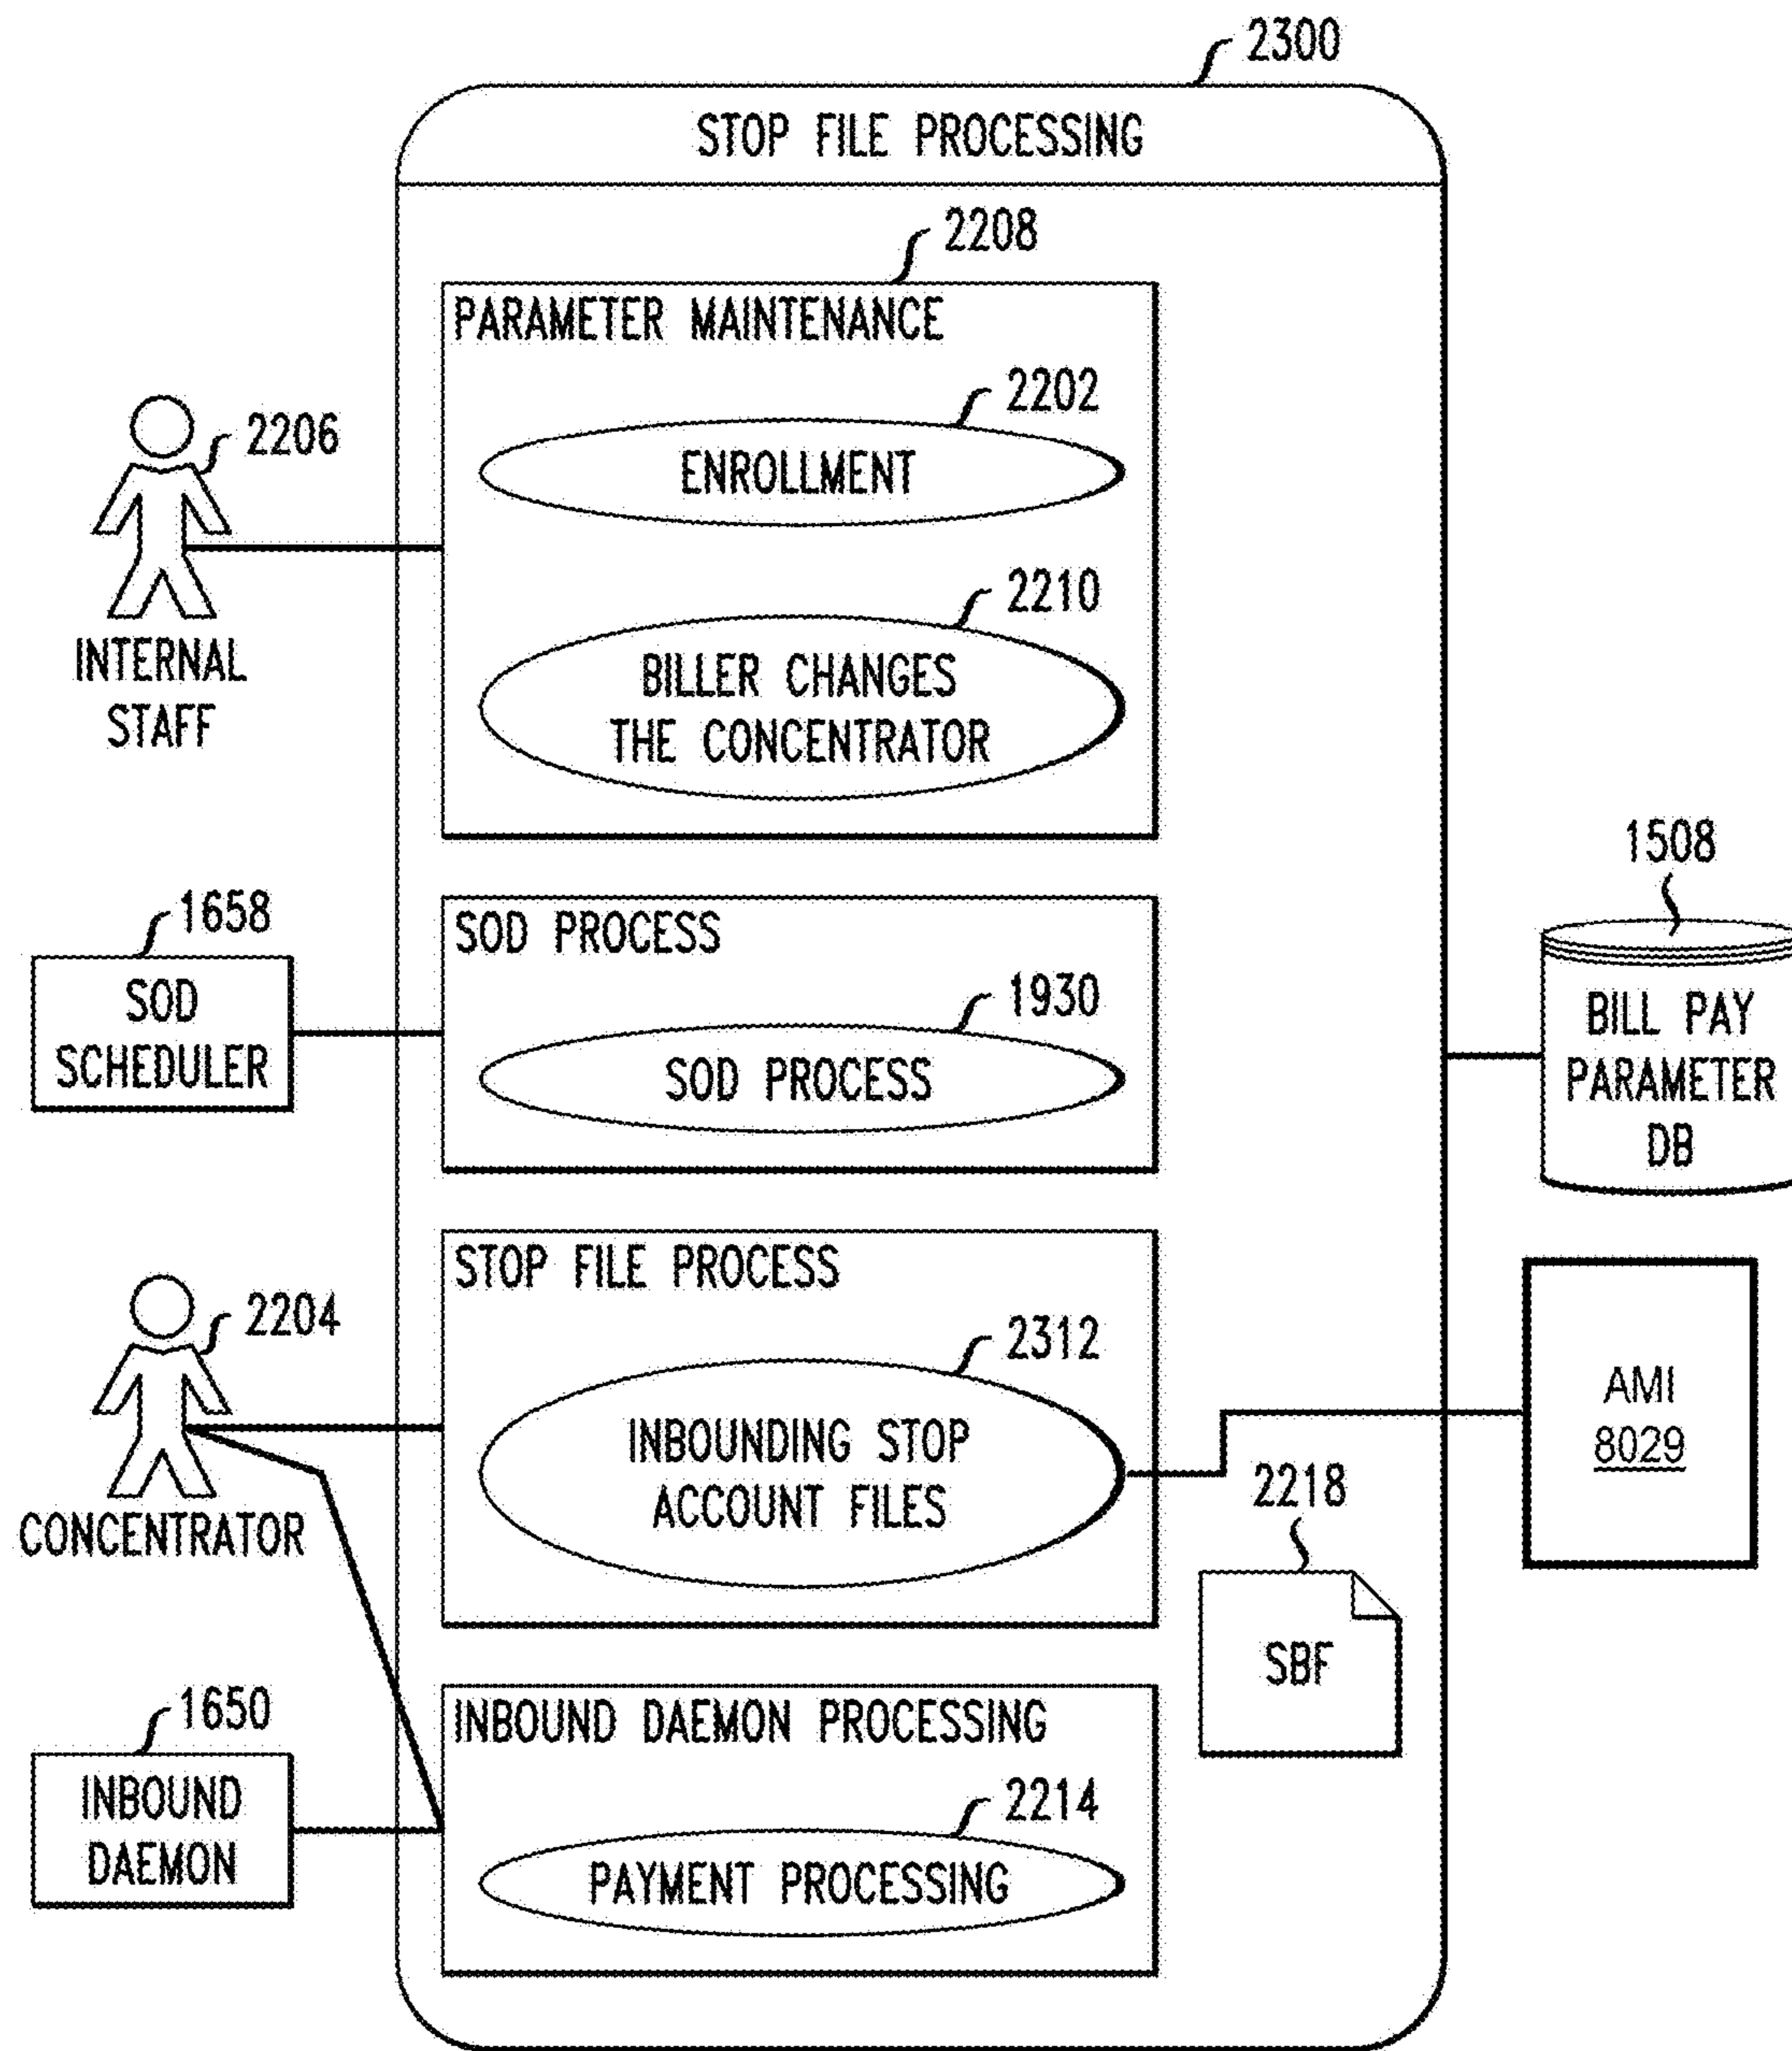 2300
STOP FILE PROCESSING
2208
PARAMETER MAINTENANCE
2202
ENROLLMENT
2206
INTERNAL
STAFF
2210
BILLER CHANGES
THE CONCENTRATOR
1508
BILL PAY
PARAMETER
DB
1658
SOD
SCHEDULER
SOD PROCESS
1930
SOD PROCESS
2204
CONCENTRATOR
STOP FILE PROCESS
2312
INBOUNDING STOP
ACCOUNT FILES
AMI
8029
2218
SBF
1650
INBOUND
DAEMON
INBOUND DAEMON PROCESSING
2214
PAYMENT PROCESSING